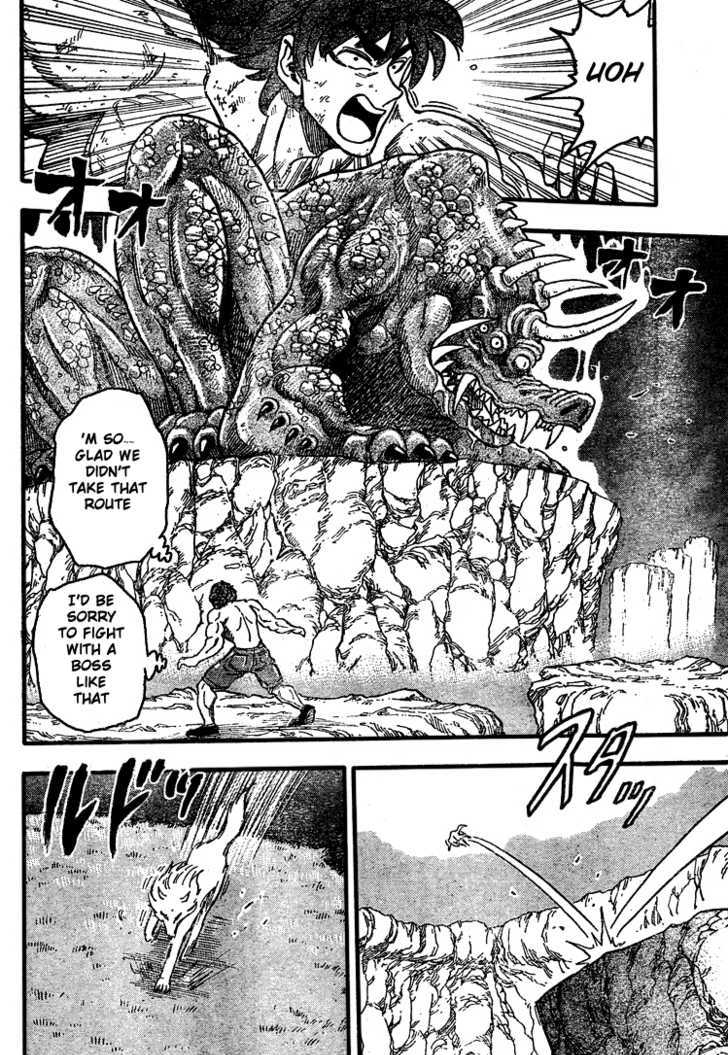 UOH
オオ
オオ
'M SO...
GLAD WE
DIDN'T
TAKE THAT
ROUTE
I'D BE
SORRY
TO FIGHT
WITH A
BOSS
LIKE
THAT
スタッ
ルドッ